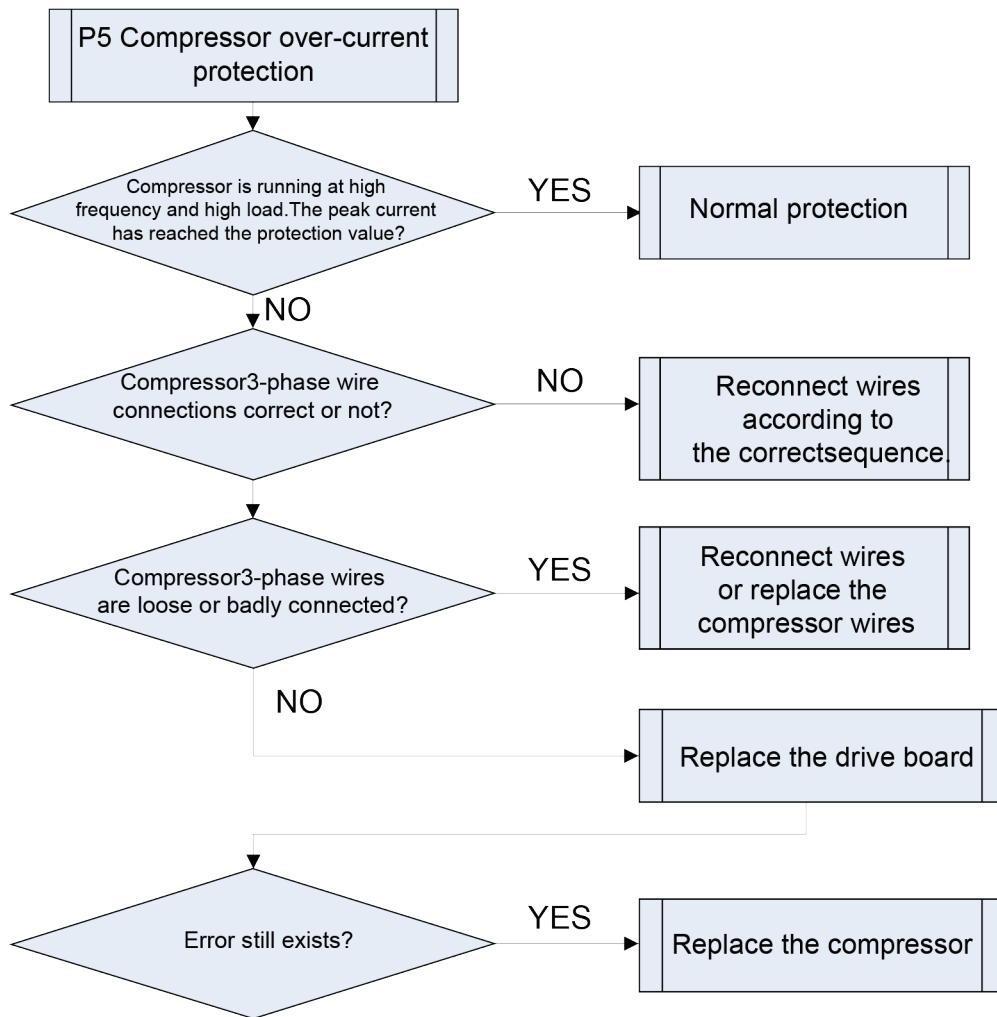 P5 Compressor over-current
protection
Compressor is running at high
frequency and high load.The peak current
has reached the protection value?
YES
Normal protection
NO
Compressor3-phase wire
connections correct or not?
NO
Reconnect wires
according to
the correctsequence.
Compressor3-phase wires
are loose or badly connected?
YES
Reconnect wires
or replace the
compressor wires
NO
Replace the drive board
Error still exists?
YES
Replace the compressor